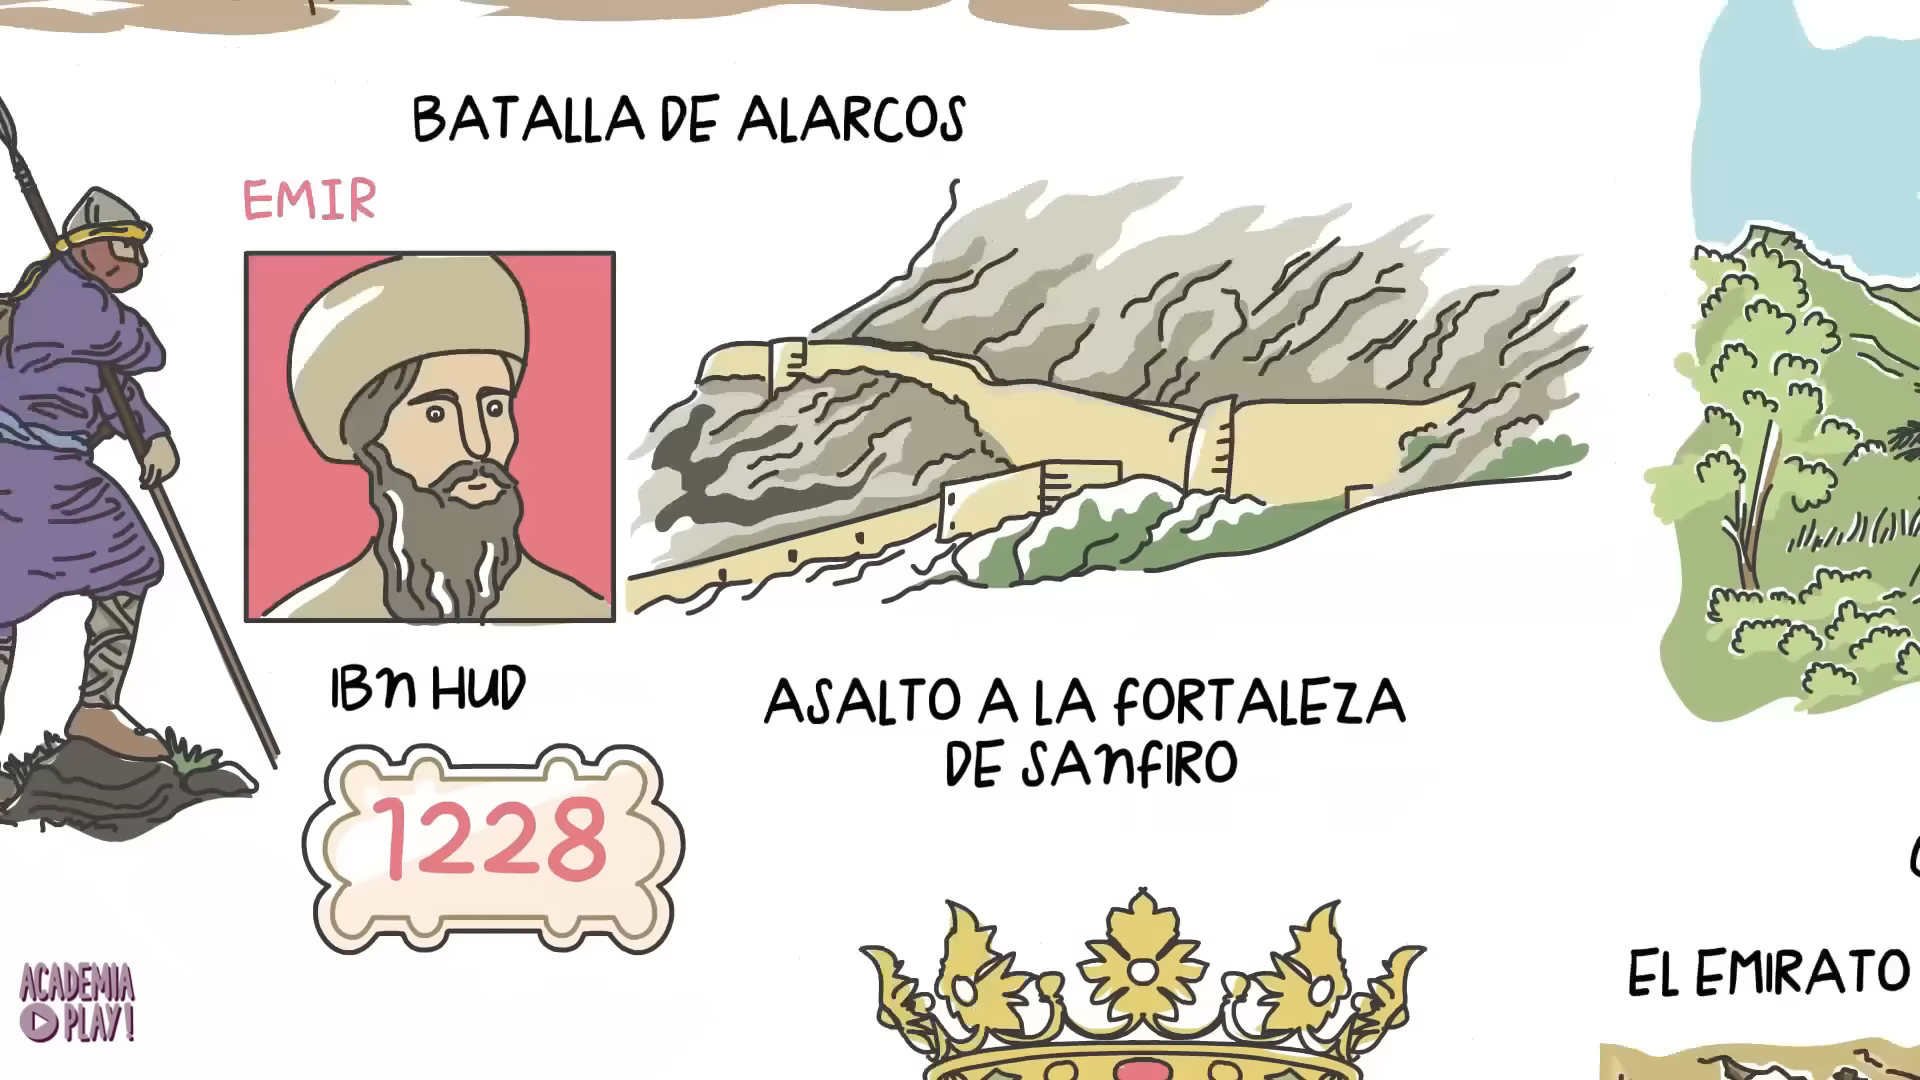 BATALLA DE ALARCOS
EMIR
IBN HUD
1228
ASALTO A LA FORTALEZA
DE SANFIRO
EL EMIRATO
ACADEMIA
PLAY!